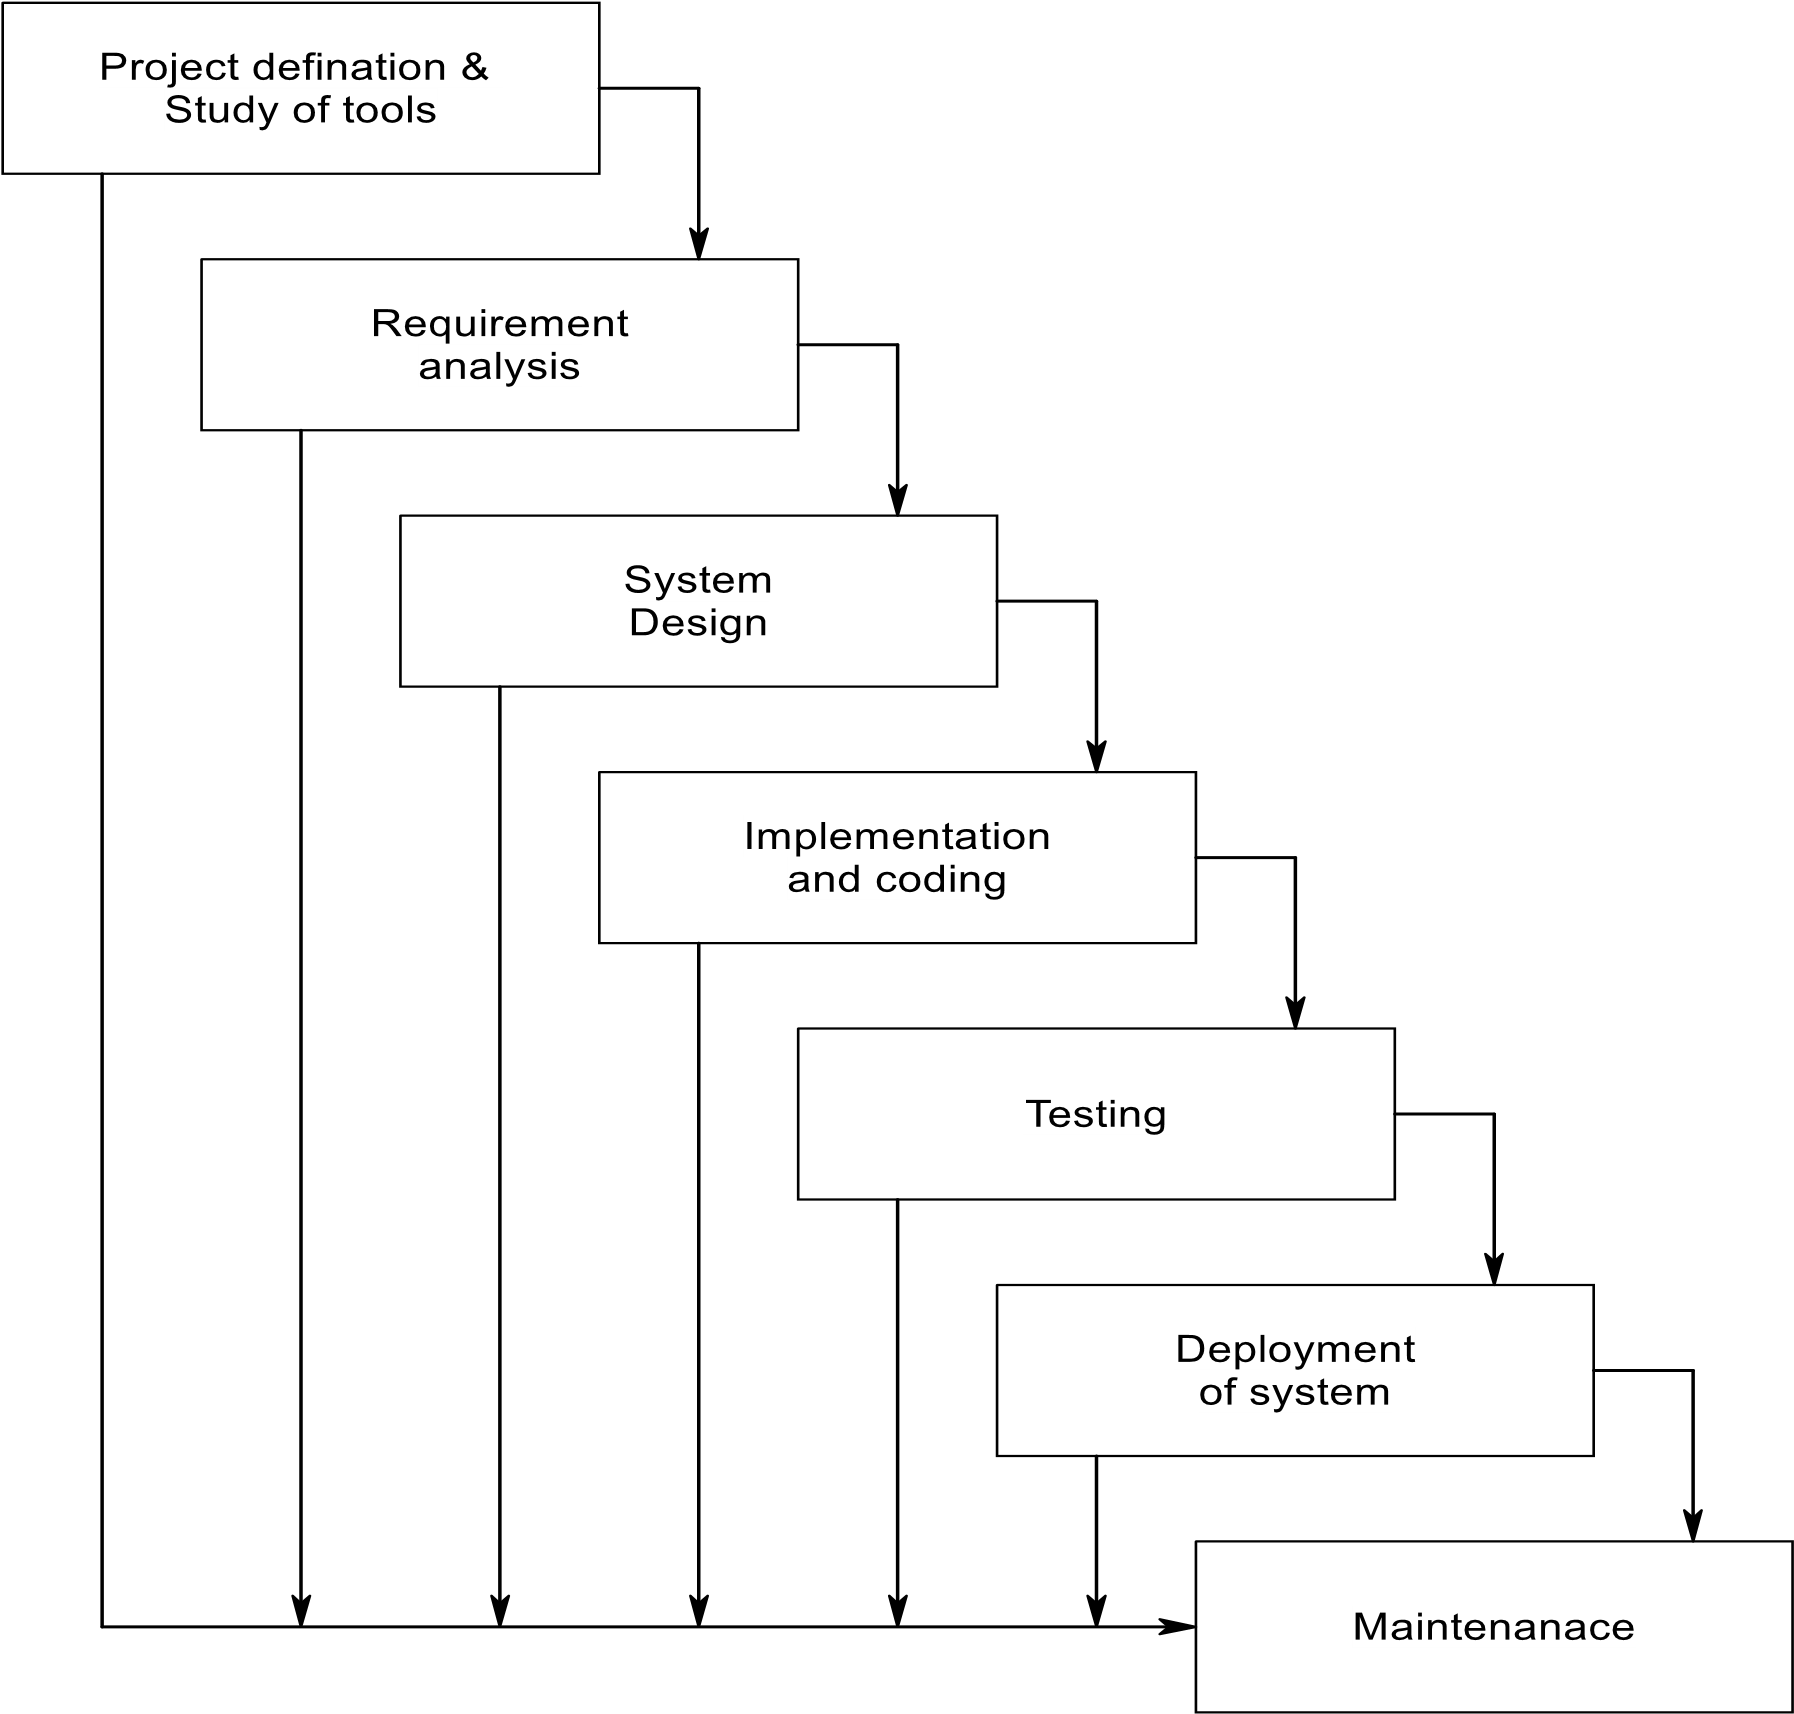 Project defination &
Study of tools
Requirement
analysis
System
Design
Implementation
and coding
Testing
Deployment
of system
Maintenanace